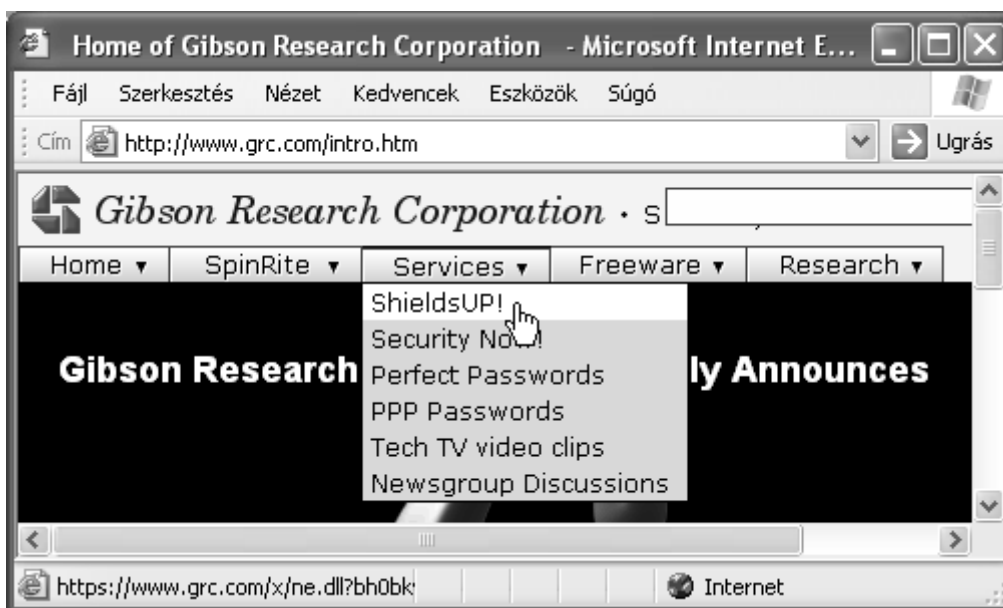 Home of Gibson Research Corporation - Microsoft Internet E...
Fájl Szerkesztés Nézet Kedvencek Eszközök Súgó
Cím http://www.grc.com/intro.htm Ugrás
Gibson Research Corporation · S
Home ▾ SpinRite ▾ Services ▾ Freeware ▾ Research ▾
ShieldsUP!
Security Now!
Gibson Research ly Announces
Perfect Passwords
PPP Passwords
Tech TV video clips
Newsgroup Discussions
https://www.grc.com/x/ne.dll?bh0bk Internet